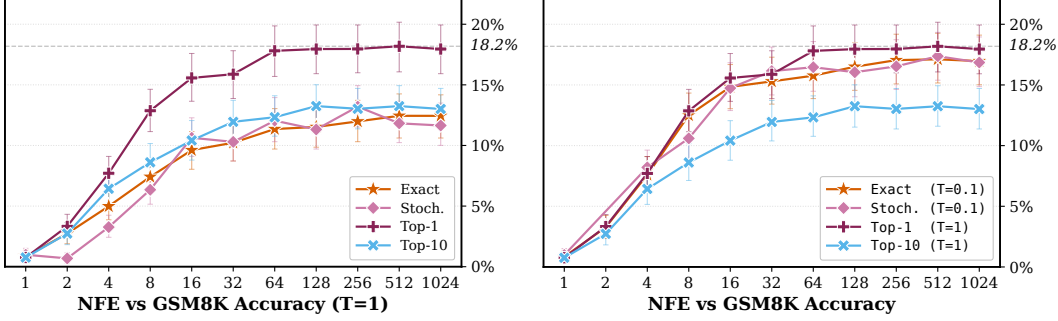 20%
18.2%
15%
10%
5%
0%
Exact
Stoch.
Top-1
Top-10
1 2 4 8 16 32 64 128 256 512 1024
NFE vs GSM8K Accuracy (T=1)
20%
18.2%
15%
10%
5%
0%
Exact (T=0.1)
Stoch. (T=0.1)
Top-1 (T=1)
Top-10 (T=1)
1 2 4 8 16 32 64 128 256 512 1024
NFE vs GSM8K Accuracy